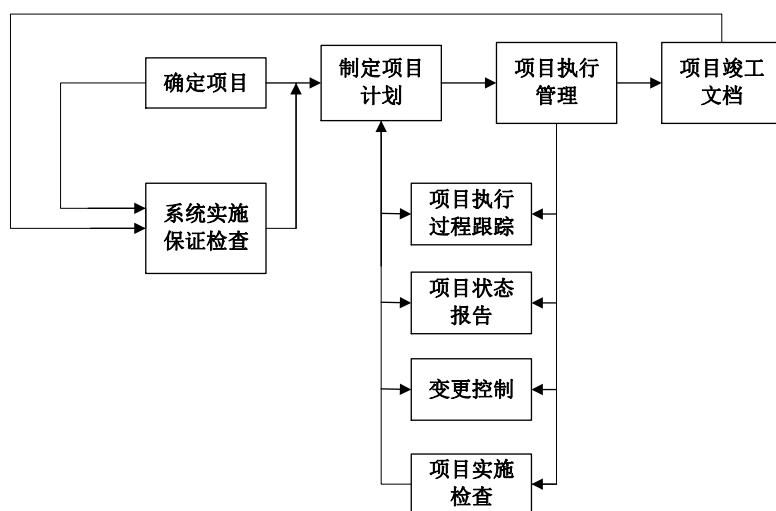 确定项目
制定项目
计划
项目执行
管理
项目竣工
文档
系统实施
保证检查
项目执行
过程跟踪
项目状态
报告
变更控制
项目实施
检查